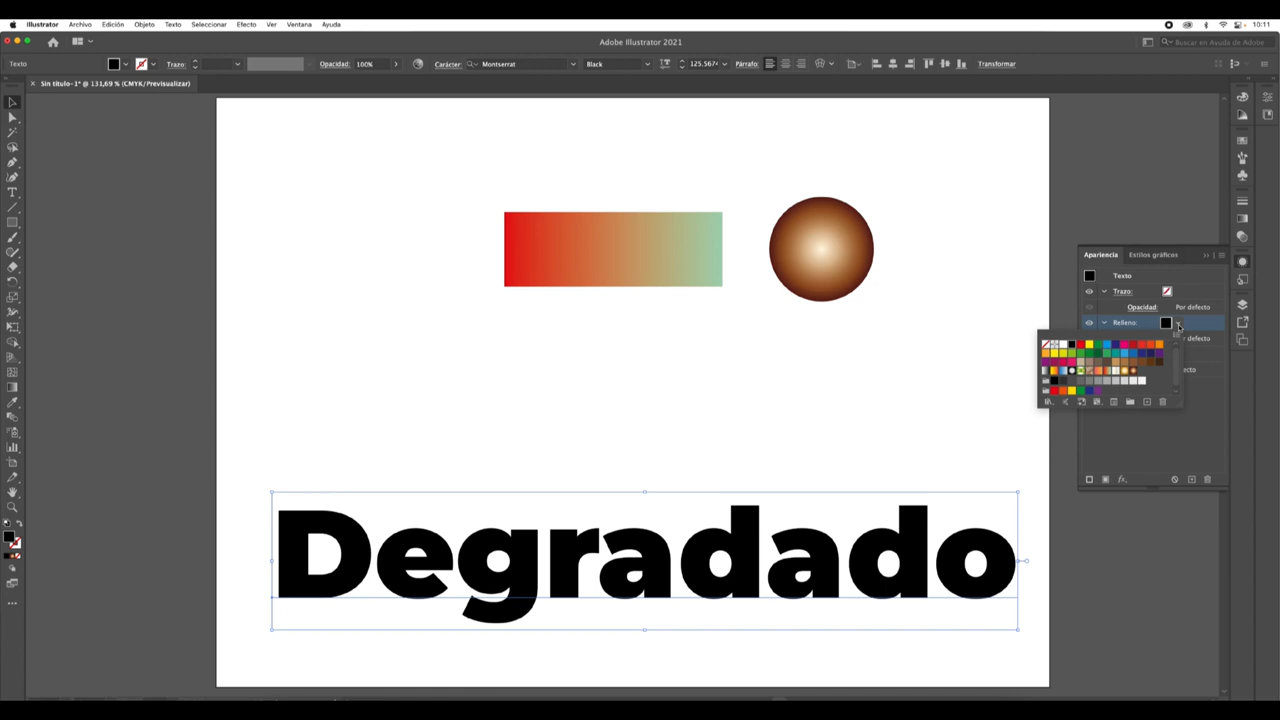 Illustrator Archivo Edición Objeto Texto Seleccionar Efecto Ver Ventana Ayuda 10:11
Adobe Illustrator 2021 Buscar en Ayuda de Adobe
Texto Trazo: Opacidad: 100% Carácter: Montserrat Black 125,567 Párrafo: Transformar
× Sin título-1* @ 131,69 % (CMYK/Previsualizar)
Apariencia Estilos gráficos
Texto
Trazo:
Opacidad: Por defecto
Relleno:
r defecto
ecto
Degradado